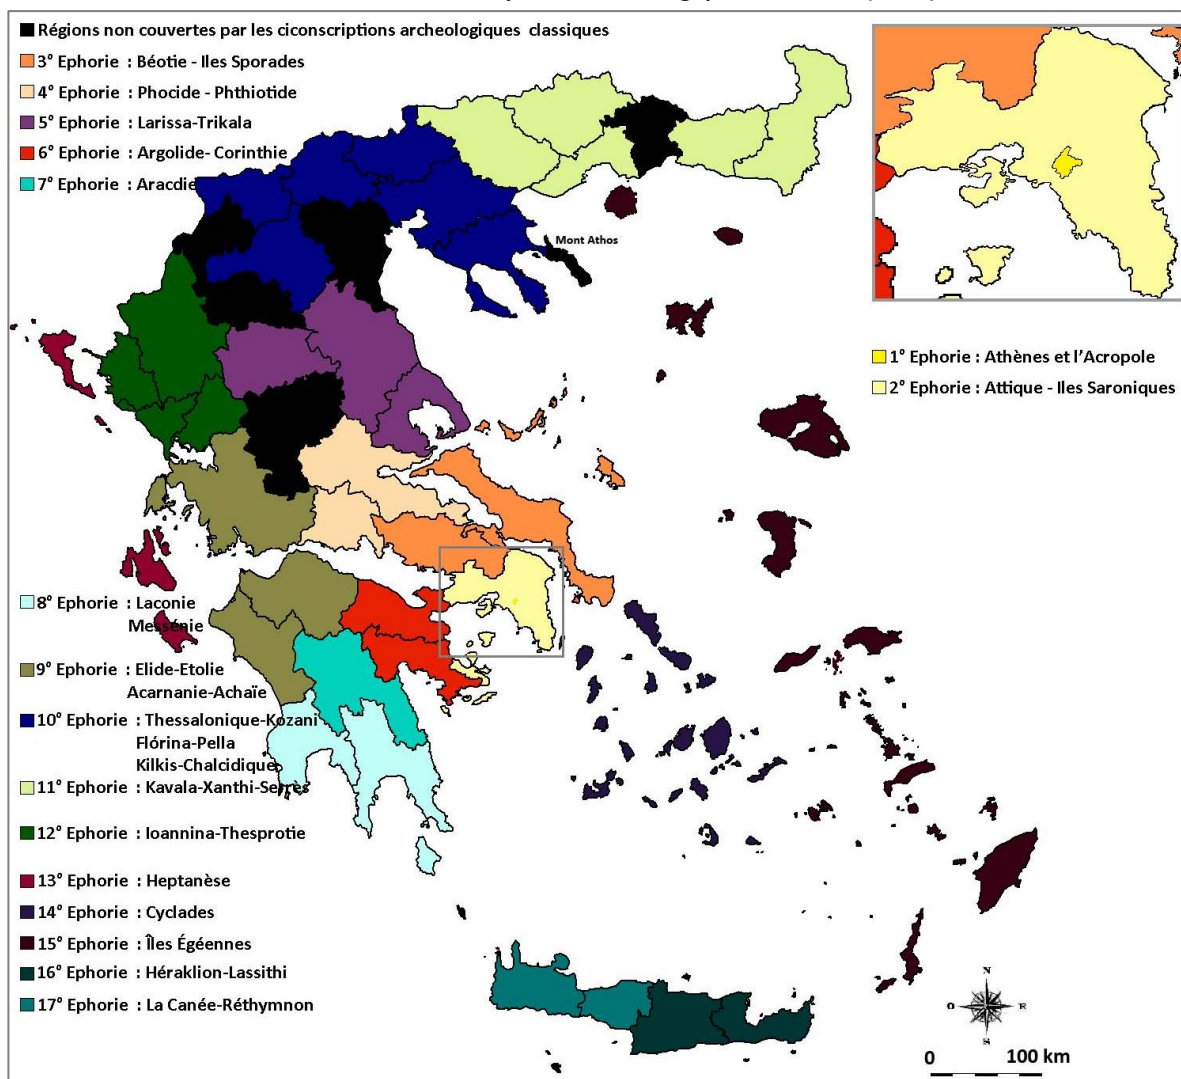 Régions non couvertes par les ciconscriptions archeologiques classiques
3° Ephorie : Béotie - Iles Sporades
4° Ephorie : Phocide - Phthiotide
5° Ephorie : Larissa-Trikala
6° Ephorie : Argolide- Corinthie
7° Ephorie : Aracdie
Mont Athos
1° Ephorie : Athènes et l'Acropole
2° Ephorie : Attique - Iles Saroniques
8° Ephorie : Laconie
Messénie
9° Ephorie : Elide-Etolie
Acarnanie-Achaïe
10° Ephorie : Thessalonique-Kozani
Flórina-Pella
Kilkis-Chalcidique
11° Ephorie : Kavala-Xanthi-Serrès
12° Ephorie : Ioannina-Thesprotie
13° Ephorie : Heptanèse
14° Ephorie : Cyclades
15° Ephorie : Îles Égéennes
16° Ephorie : Héraklion-Lassithi
17° Ephorie : La Canée-Réthymnon
N
O E
S
0 100 km